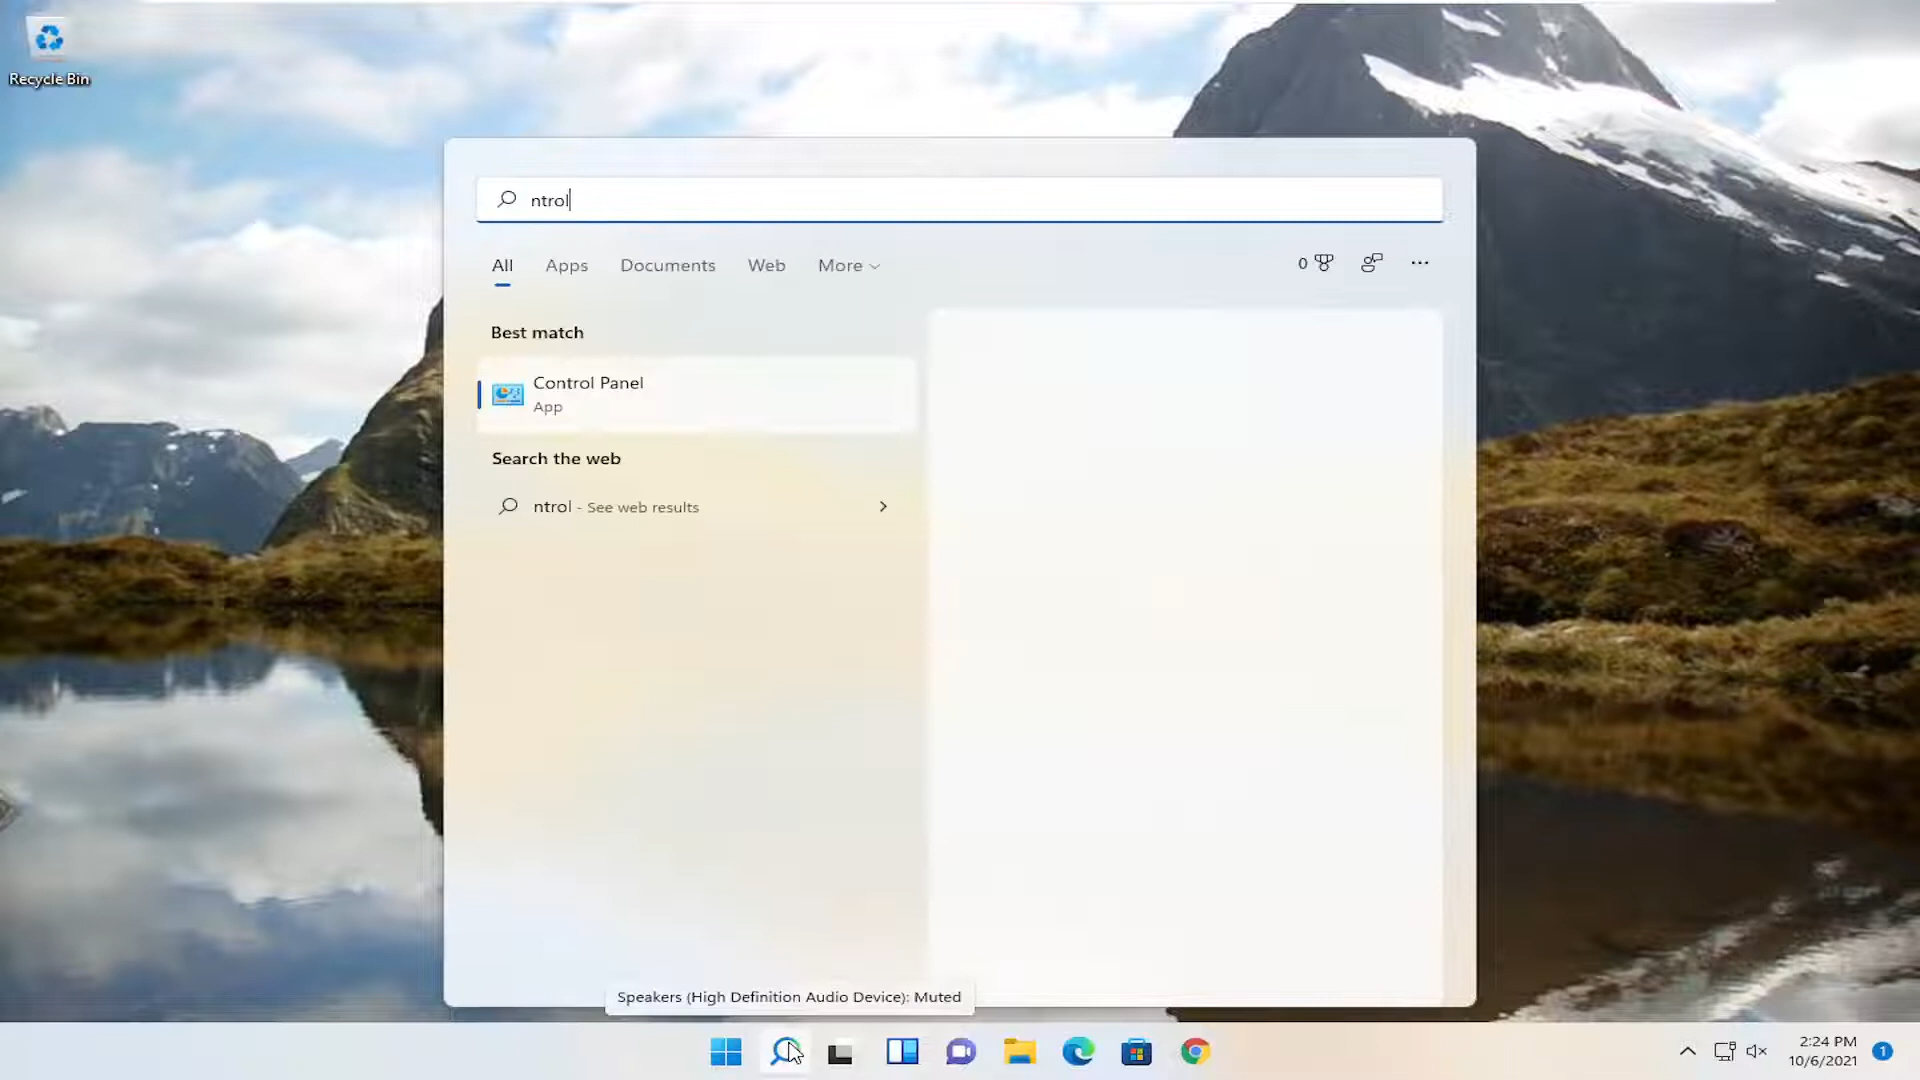 Recycle Bin
ntrol
All Apps Documents Web More
0
Best match
Control Panel
App
Search the web
ntrol - See web results
Speakers (High Definition Audio Device): Muted
2:24 PM
10/6/2021
1